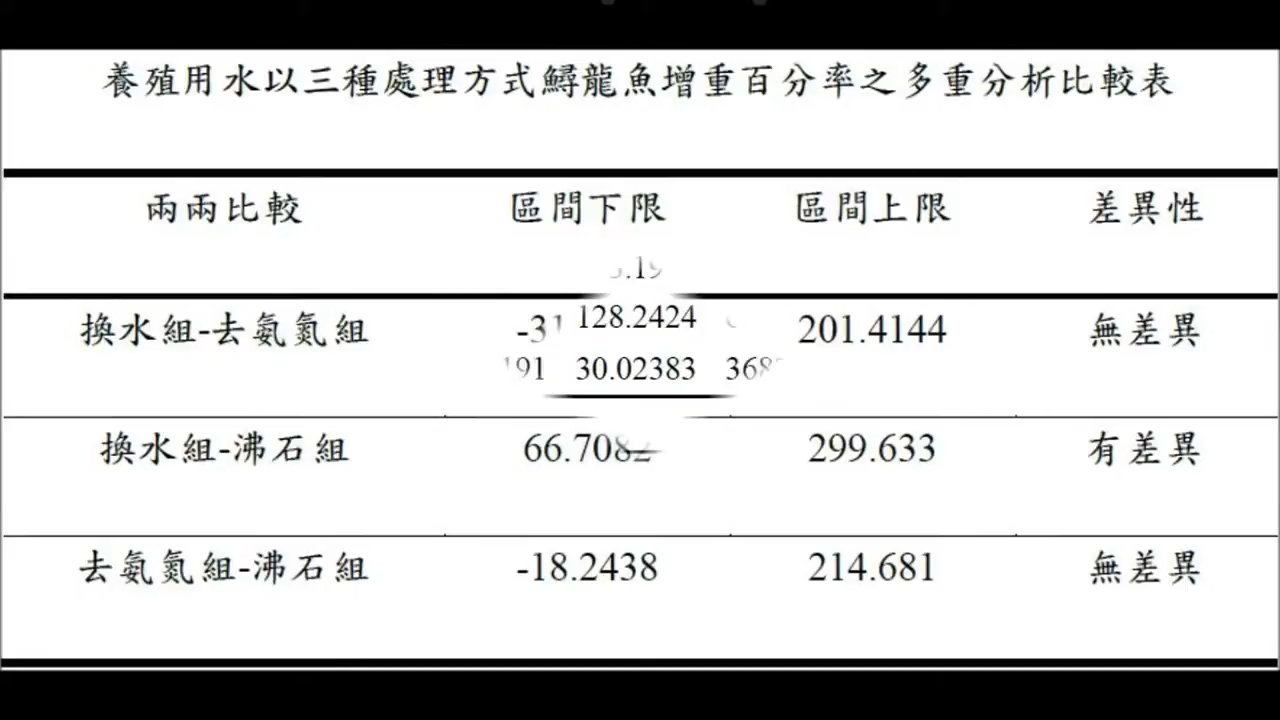 養殖用水以三種處理方式鱘龍魚增重百分率之多重分析比較表
兩兩比較 區間下限 區間上限 差異性
換水組-去氨氮組 128.2424 201.4144 無差異
30.02383
換水組-沸石組 299.633 有差異
去氨氮組-沸石組 -18.2438 214.681 無差異